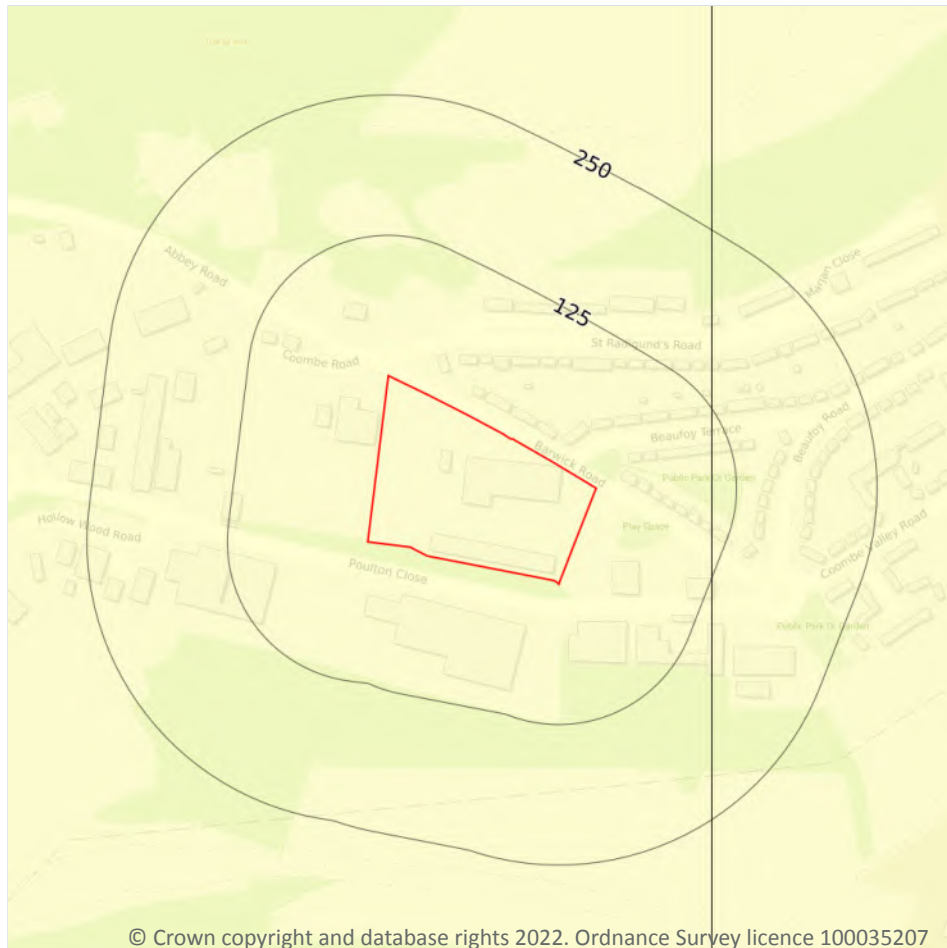 250
Abbey Road
Marjan Close
125
St Radigund's Road
Coombe Road
Beaufoy Terrace
Beaufoy Road
Barwick Road
Public Park Or Garden
Play Space
Hollow Wood Road
Coombe Valley Road
Poulton Close
Public Park Or Garden
© Crown copyright and database rights 2022. Ordnance Survey licence 100035207